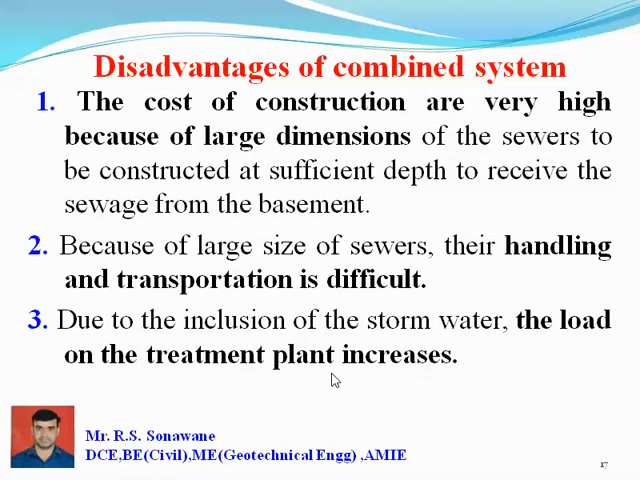 Disadvantages of combined system
1. The cost of construction are very high
because of large dimensions of the sewers to
be constructed at sufficient depth to receive the
sewage from the basement.
2. Because of large size of sewers, their handling
and transportation is difficult.
3. Due to the inclusion of the storm water, the load
on the treatment plant increases.
Mr. R.S. Sonawane
DCE,BE(Civil),ME(Geotechnical Engg) ,AMIE
17